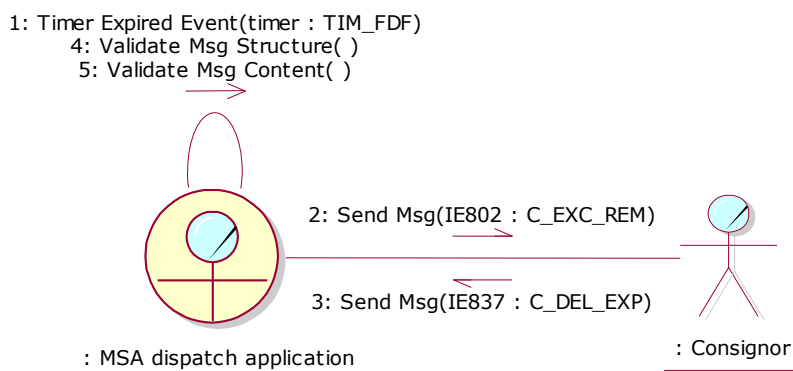 1: Timer Expired Event(timer : TIM_FDF)
4: Validate Msg Structure( )
5: Validate Msg Content( )
2: Send Msg(IE802 : C_EXC_REM)
3: Send Msg(IE837 : C_DEL_EXP)
: MSA dispatch application
: Consignor